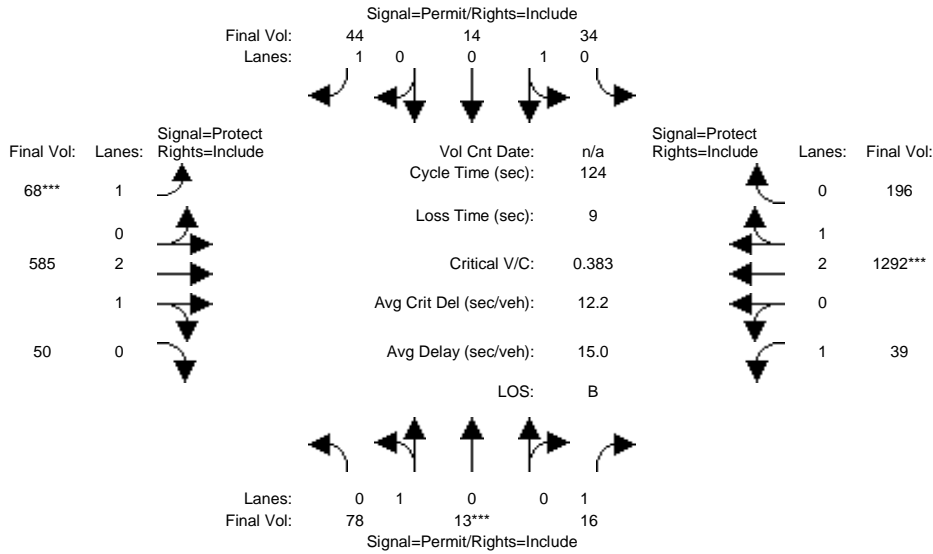 Signal=Permit/Rights=Include
Final Vol: 44 14 34
Lanes: 1 0 0 1 0
Signal=Protect
Final Vol: Lanes: Rights=Include
Vol Cnt Date: n/a
Signal=Protect
Rights=Include Lanes: Final Vol:
Cycle Time (sec): 124
68*** 1
0 196
Loss Time (sec): 9
0
1
585 2
Critical V/C: 0.383
2 1292***
1
Avg Crit Del (sec/veh): 12.2
0
50 0
Avg Delay (sec/veh): 15.0
1 39
LOS: B
Lanes: 0 1 0 0 1
Final Vol: 78 13*** 16
Signal=Permit/Rights=Include